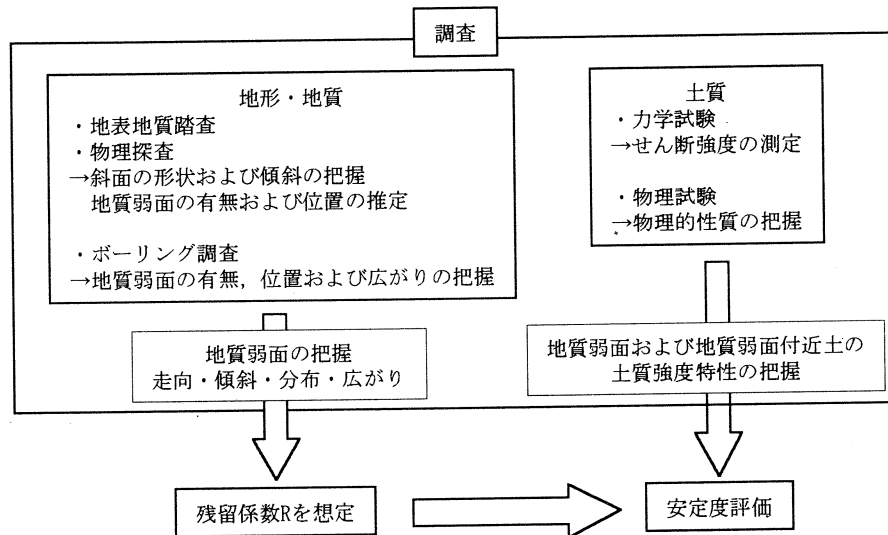 調査
地形・地質
・地表地質踏査
・物理探査
→斜面の形状および傾斜の把握
地質弱面の有無および位置の推定
・ボーリング調査
→地質弱面の有無，位置および広がりの把握
土質
・力学試験
→せん断強度の測定
・物理試験
→物理的性質の把握
地質弱面の把握
走向・傾斜・分布・広がり
地質弱面および地質弱面付近土の
土質強度特性の把握
残留係数Rを想定
安定度評価